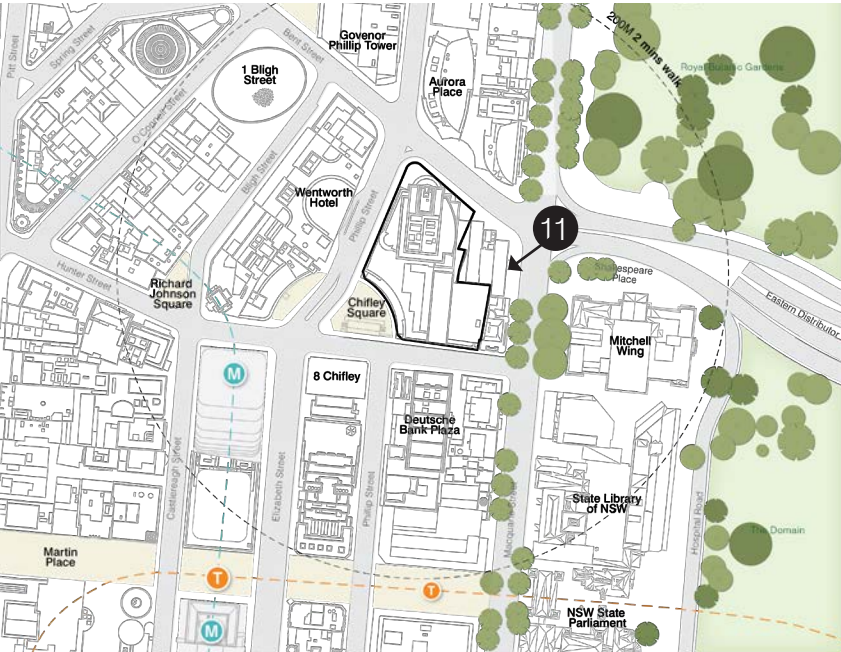 Govenor
Phillip Tower
Pitt Street
Spring Street
Bent Street
200M 2 mins walk
Royal Botanic Gardens
1 Bligh
Street
Aurora
Place
O'Connell Street
Bligh Street
Wentworth
Hotel
Phillip Street
11
Hunter Street
Richard
Johnson
Square
Chifley
Square
Shakespeare
Place
Eastern Distributor
Mitchell
Wing
M
8 Chifley
Deutsche
Bank Plaza
Castlereagh Street
Elizabeth Street
Phillip Street
Macquarie Street
State Library
of NSW
Hospital Road
The Domain
Martin
Place
T
T
M
NSW State
Parliament